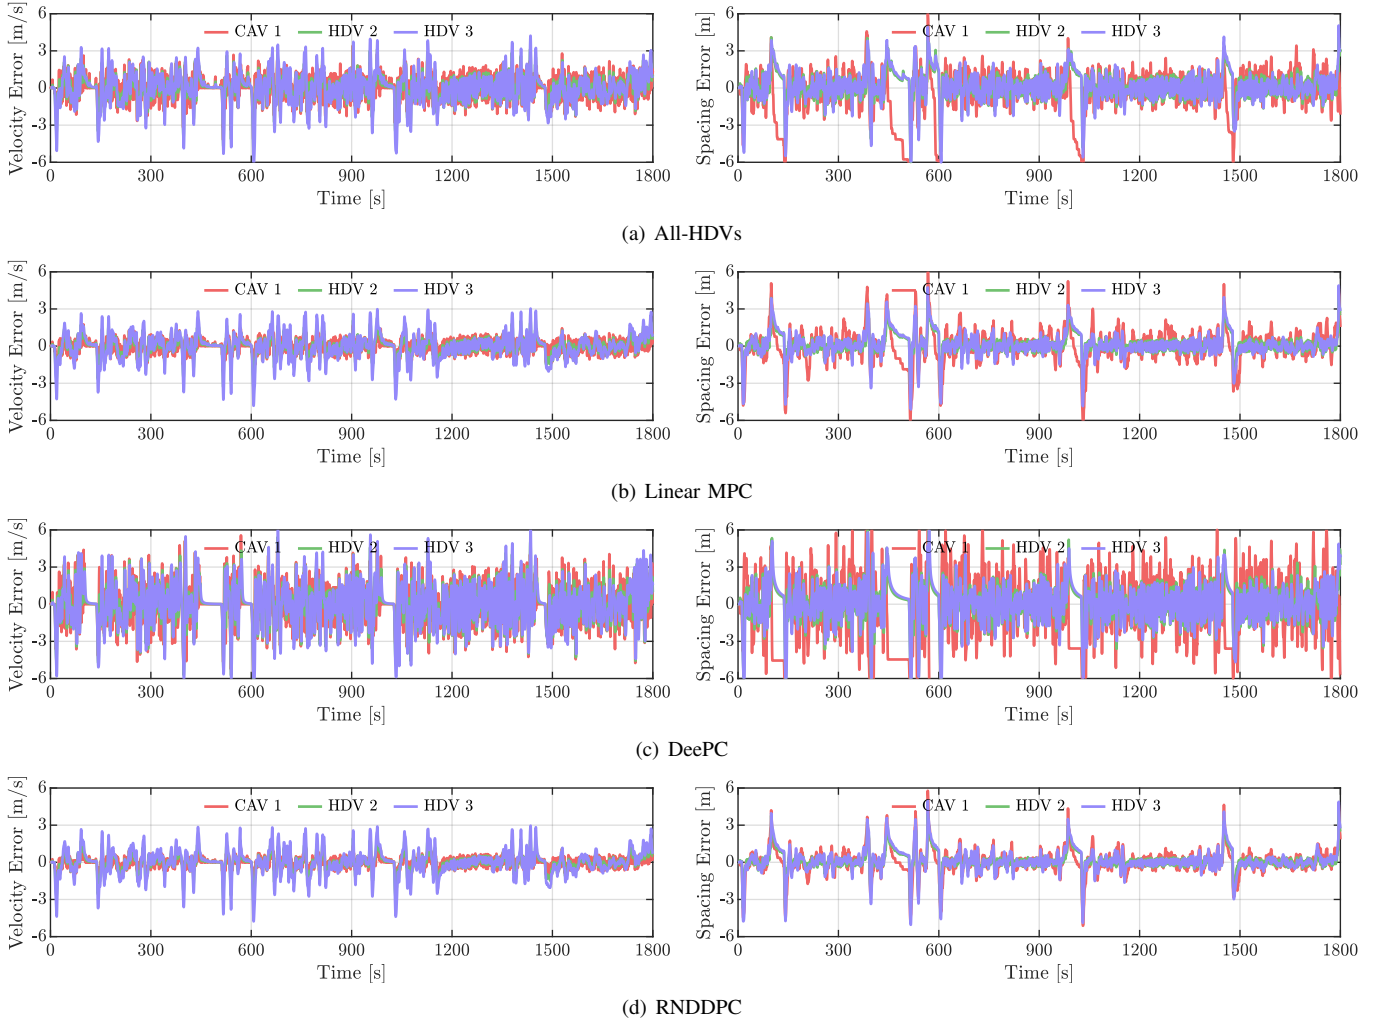 Velocity Error [m/s]
6
3
0
-3
-6
CAV 1 HDV 2 HDV 3
0 300 600 900 1200 1500 1800
Time [s]
Spacing Error [m]
6
3
0
-3
-6
CAV 1 HDV 2 HDV 3
0 300 600 900 1200 1500 1800
Time [s]
(a) All-HDVs
Velocity Error [m/s]
6
3
0
-3
-6
CAV 1 HDV 2 HDV 3
0 300 600 900 1200 1500 1800
Time [s]
Spacing Error [m]
6
3
0
-3
-6
CAV 1 HDV 2 HDV 3
0 300 600 900 1200 1500 1800
Time [s]
(b) Linear MPC
Velocity Error [m/s]
6
3
0
-3
-6
CAV 1 HDV 2 HDV 3
0 300 600 900 1200 1500 1800
Time [s]
Spacing Error [m]
6
3
0
-3
-6
CAV 1 HDV 2 HDV 3
0 300 600 900 1200 1500 1800
Time [s]
(c) DeePC
Velocity Error [m/s]
6
3
0
-3
-6
CAV 1 HDV 2 HDV 3
0 300 600 900 1200 1500 1800
Time [s]
Spacing Error [m]
6
3
0
-3
-6
CAV 1 HDV 2 HDV 3
0 300 600 900 1200 1500 1800
Time [s]
(d) RNDDPC